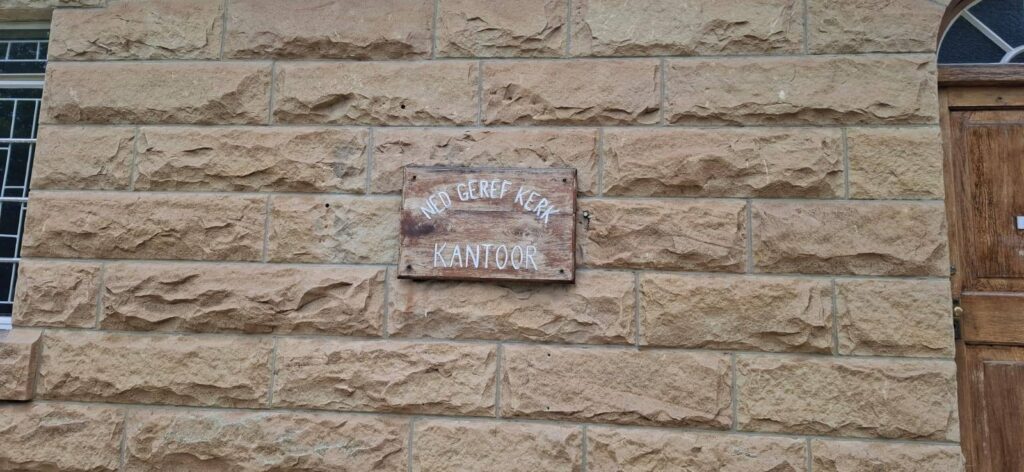 NED GEREF KERK
KANTOOR